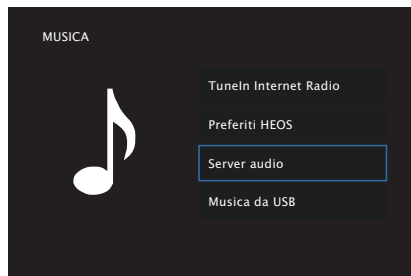 MUSICA
TuneIn Internet Radio
Preferiti HEOS
Server audio
Musica da USB